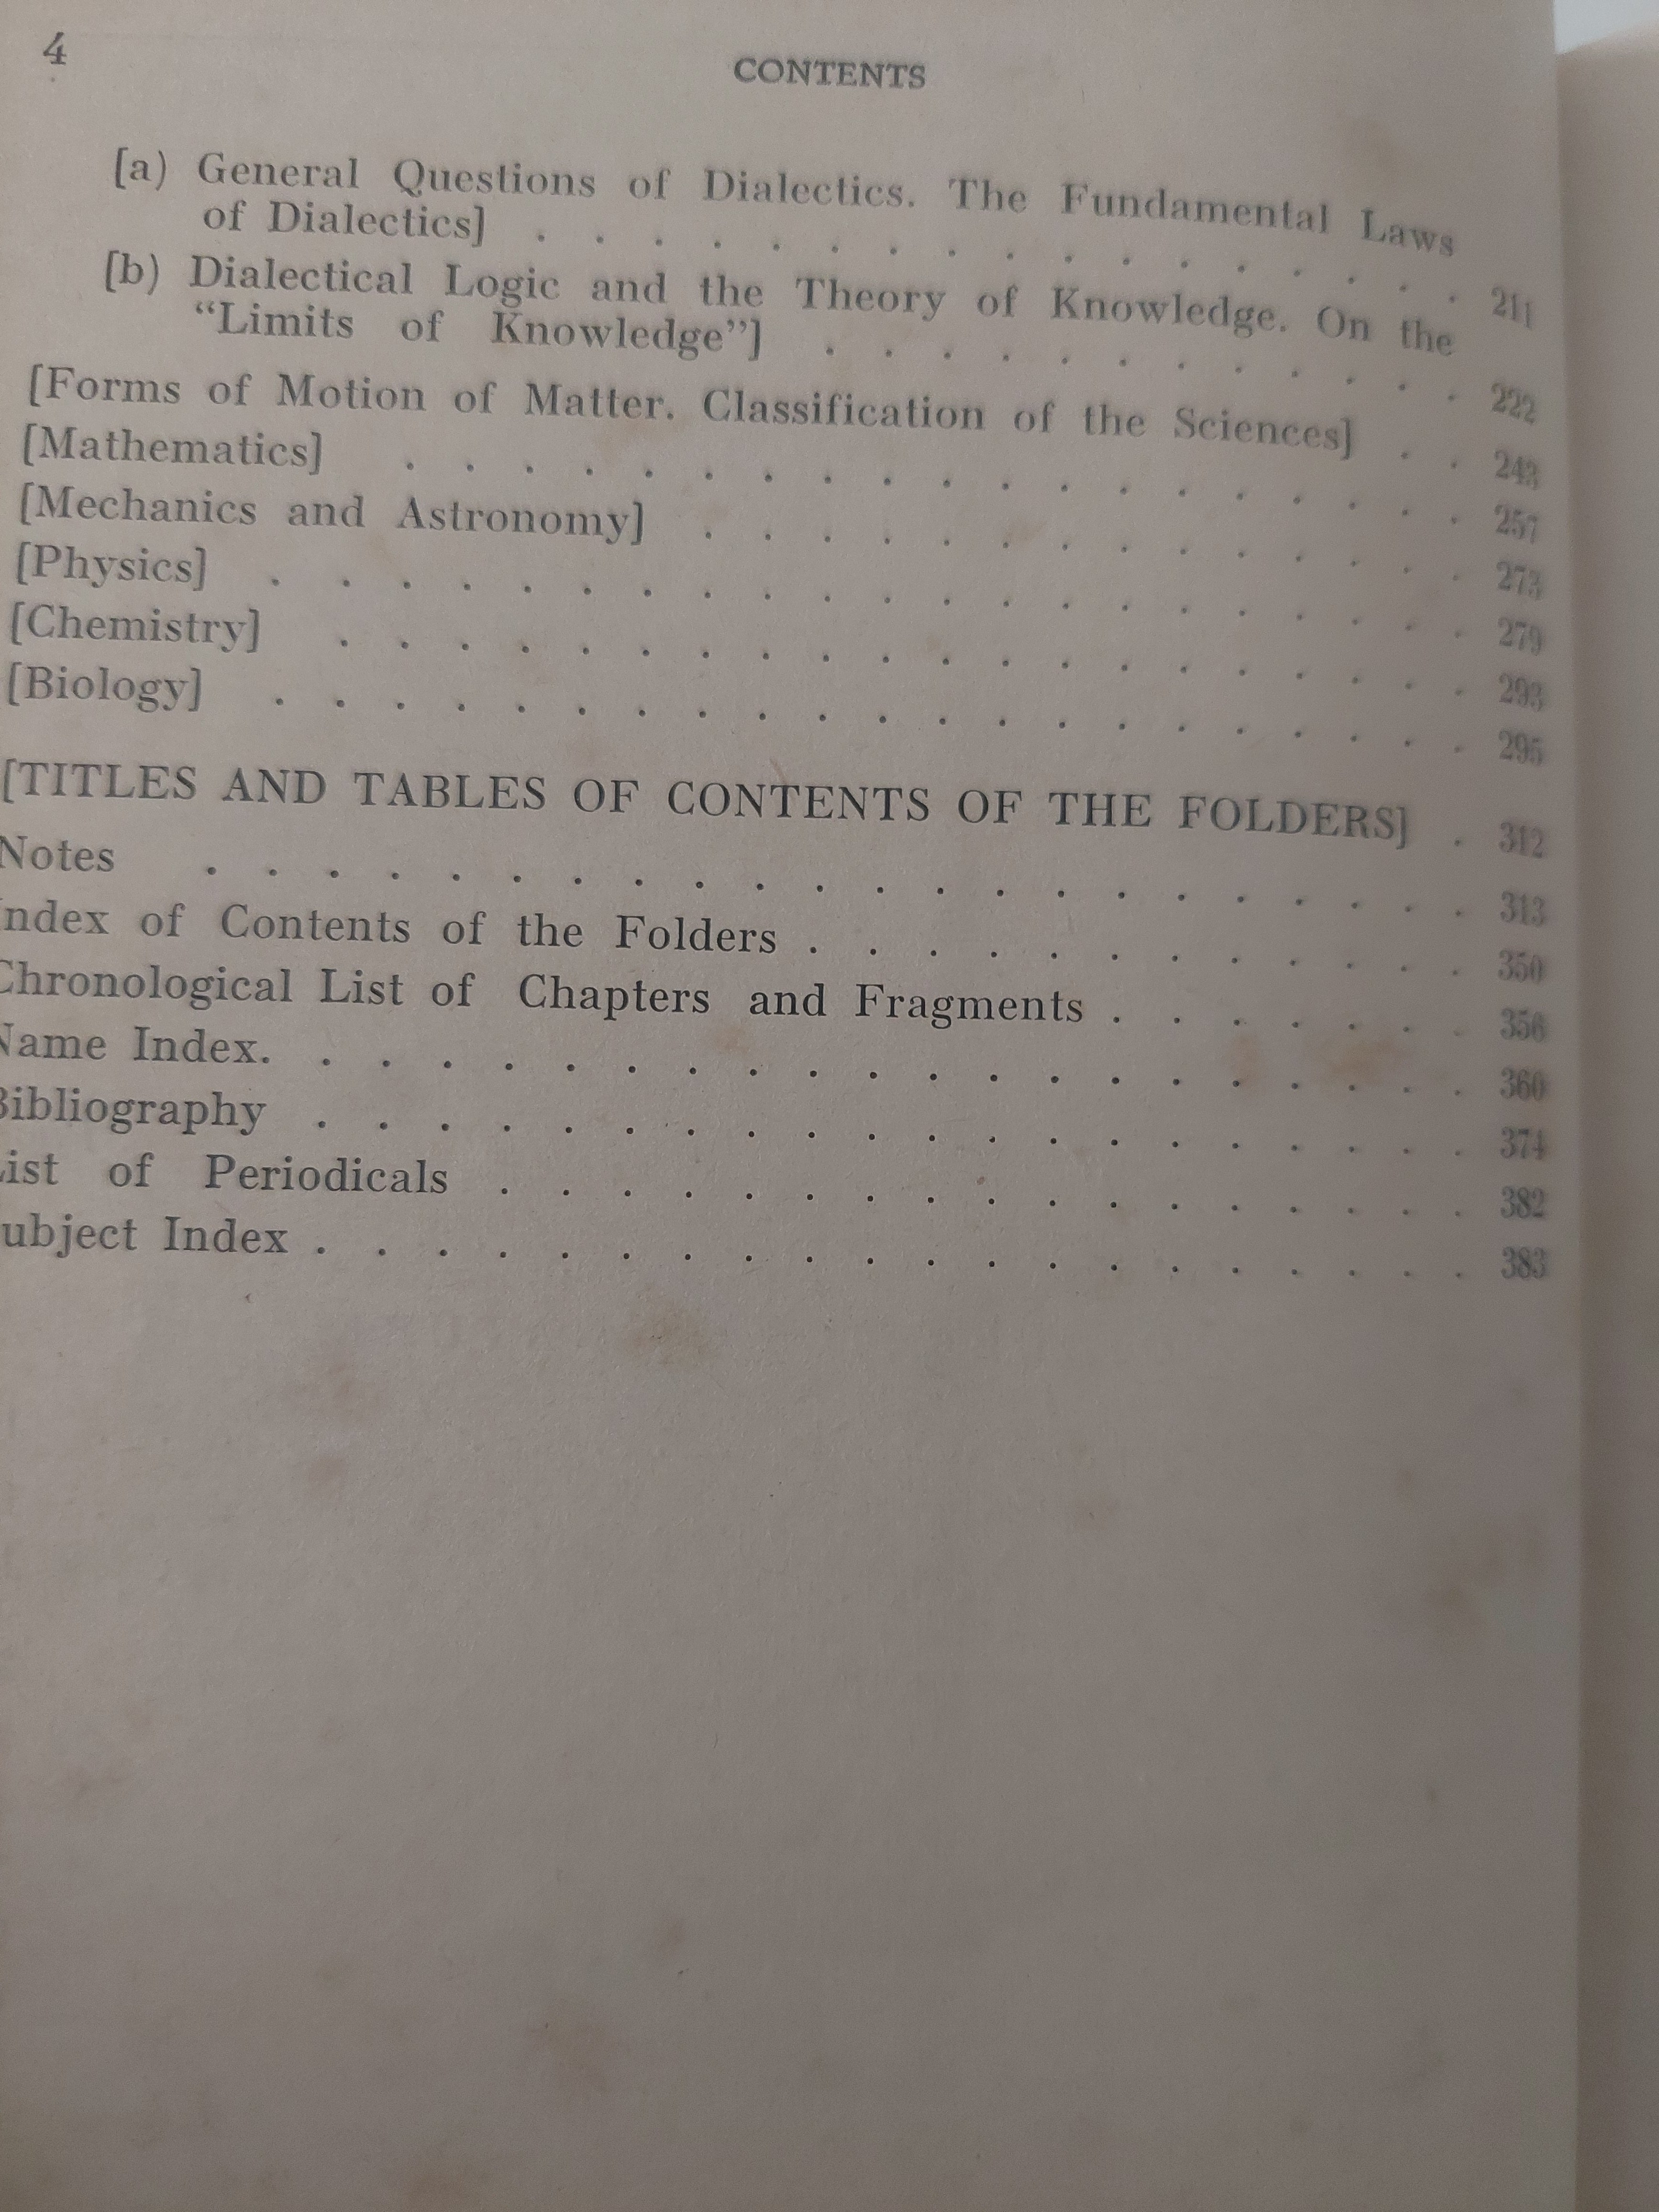 4
CONTENTS
[a) General Questions of Dialectics. The Fundamental Laws
of Dialectics] . . . . . . . . . . . . . . . . . 211
[b) Dialectical Logic and the Theory of Knowledge. On the
“Limits of Knowledge”] . . . . . . . . . . . . 222
[Forms of Motion of Matter. Classification of the Sciences] . . 243
[Mathematics] . . . . . . . . . . . . . . . . . . . 257
[Mechanics and Astronomy] . . . . . . . . . . . . . . 273
[Physics] . . . . . . . . . . . . . . . . . . . . . 279
[Chemistry] . . . . . . . . . . . . . . . . . . . . 293
[Biology] . . . . . . . . . . . . . . . . . . . . . 295
[TITLES AND TABLES OF CONTENTS OF THE FOLDERS] . 312
Notes . . . . . . . . . . . . . . . . . . . . . . 313
ndex of Contents of the Folders . . . . . . . . . . . . 350
Chronological List of Chapters and Fragments . . . . . . . 356
Name Index. . . . . . . . . . . . . . . . . . . . . 360
Bibliography . . . . . . . . . . . . . . . . . . . . 374
ist of Periodicals . . . . . . . . . . . . . . . . . 382
ubject Index . . . . . . . . . . . . . . . . . . . . 383